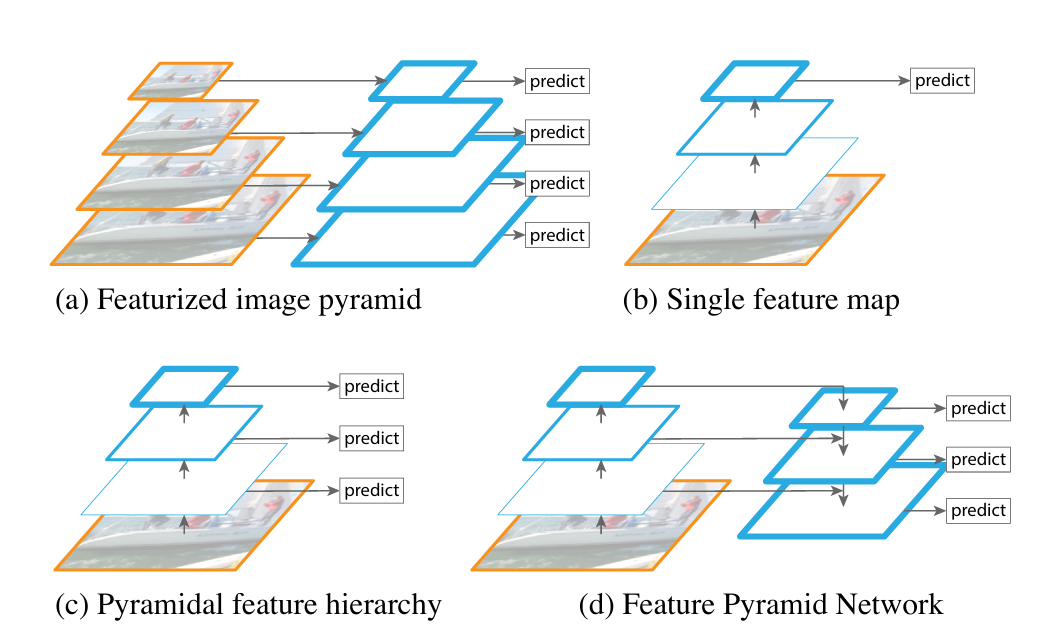 predict
predict
predict
predict
(a) Featurized image pyramid
predict
(b) Single feature map
predict
predict
predict
(c) Pyramidal feature hierarchy
predict
predict
predict
(d) Feature Pyramid Network